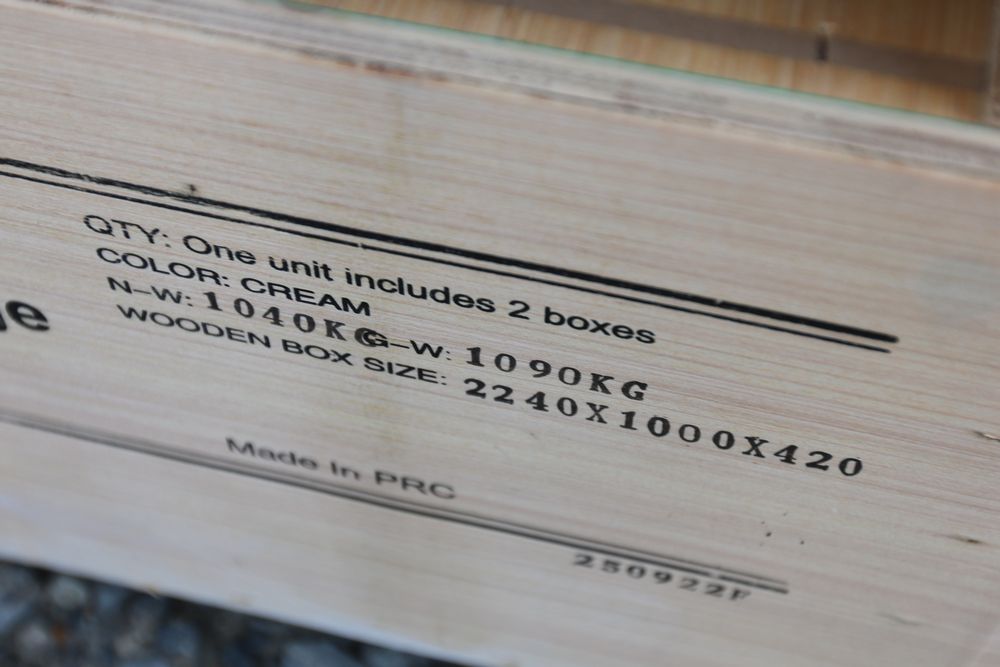 QTY: One unit includes 2 boxes
COLOR: CREAM
N-W: 1040KG G-W: 1090KG
WOODEN BOX SIZE: 2240X1000X420
Made In PRC
250922F